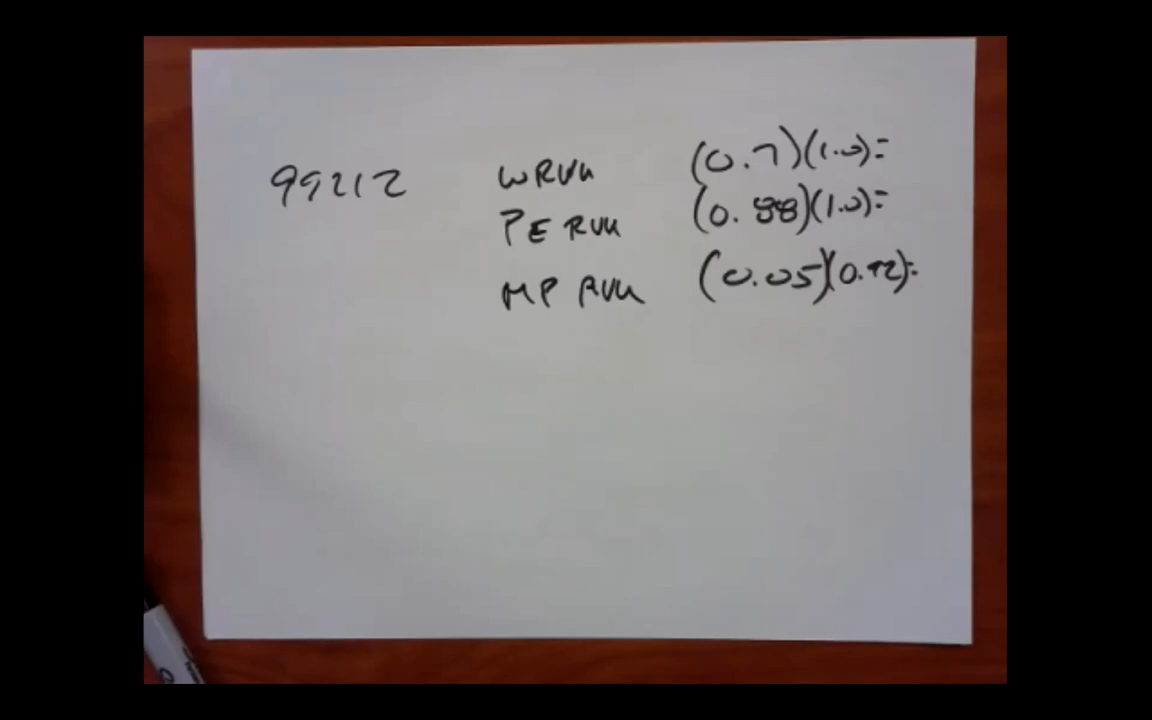 99212 WRVU (0.7)(1.0)=
PE RVU (0.88)(1.0)=
MP RVU (0.05)(0.92)=